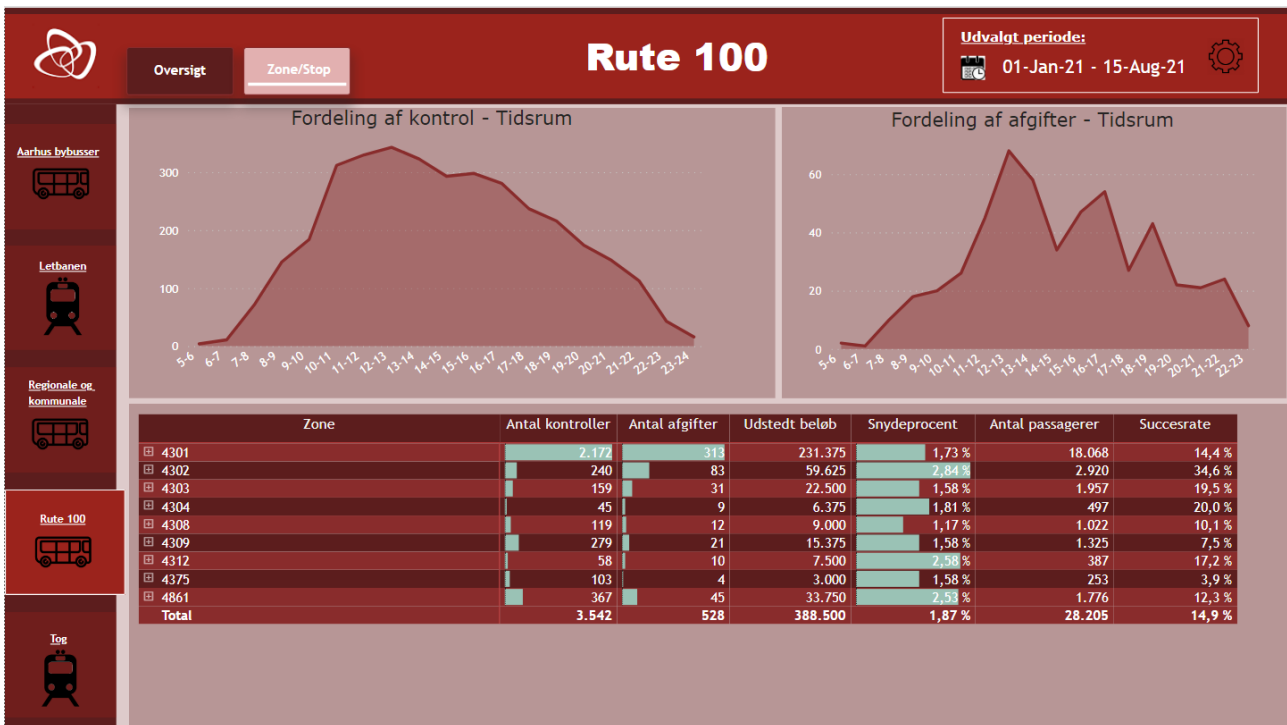 Oversigt
Zone/Stop
Rute 100
Udvalgt periode:
01-Jan-21 - 15-Aug-21
Aarhus bybusser
Letbanen
Regionale og
kommunale
Rute 100
Tog
Fordeling af kontrol - Tidsrum
300
200
100
0
5-6 6-7 7-8 8-9 9-10 10-11 11-12 12-13 13-14 14-15 15-16 16-17 17-18 18-19 19-20 20-21 21-22 22-23 23-24
Fordeling af afgifter - Tidsrum
60
40
20
0
5-6 6-7 7-8 8-9 9-10 10-11 11-12 12-13 13-14 14-15 15-16 16-17 17-18 18-19 19-20 20-21 21-22 22-23
Zone Antal kontroller Antal afgifter Udstedt beløb Snydeprocent Antal passagerer Succesrate
4301 2.172 313 231.375 1,73 % 18.068 14,4 %
4302 240 83 59.625 2,84 % 2.920 34,6 %
4303 159 31 22.500 1,58 % 1.957 19,5 %
4304 45 9 6.375 1,81 % 497 20,0 %
4308 119 12 9.000 1,17 % 1.022 10,1 %
4309 279 21 15.375 1,58 % 1.325 7,5 %
4312 58 10 7.500 2,58 % 387 17,2 %
4375 103 4 3.000 1,58 % 253 3,9 %
4861 367 45 33.750 2,53 % 1.776 12,3 %
Total 3.542 528 388.500 1,87 % 28.205 14,9 %